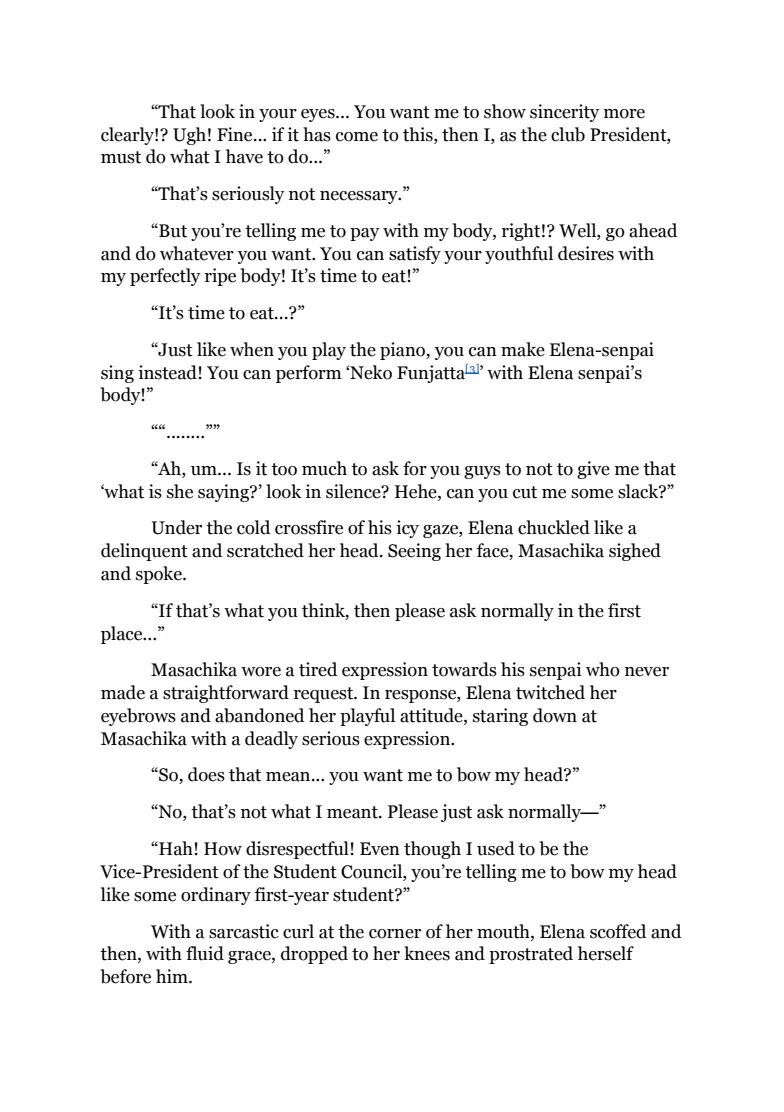 “That look in your eyes... You want me to show sincerity more
clearly!? Ugh! Fine... if it has come to this, then I, as the club President,
must do what I have to do...”
“That’s seriously not necessary.”
“But you’re telling me to pay with my body, right!? Well, go ahead
and do whatever you want. You can satisfy your youthful desires with
my perfectly ripe body! It’s time to eat!”
“It’s time to eat...?”
“Just like when you play the piano, you can make Elena-senpai
sing instead! You can perform ‘Neko Funjatta[3]’ with Elena senpai’s
body!”
““........””
“Ah, um... Is it too much to ask for you guys to not to give me that
‘what is she saying?’ look in silence? Hehe, can you cut me some slack?”
Under the cold crossfire of his icy gaze, Elena chuckled like a
delinquent and scratched her head. Seeing her face, Masachika sighed
and spoke.
“If that’s what you think, then please ask normally in the first
place...”
Masachika wore a tired expression towards his senpai who never
made a straightforward request. In response, Elena twitched her
eyebrows and abandoned her playful attitude, staring down at
Masachika with a deadly serious expression.
“So, does that mean... you want me to bow my head?”
“No, that’s not what I meant. Please just ask normally—”
“Hah! How disrespectful! Even though I used to be the
Vice-President of the Student Council, you’re telling me to bow my head
like some ordinary first-year student?”
With a sarcastic curl at the corner of her mouth, Elena scoffed and
then, with fluid grace, dropped to her knees and prostrated herself
before him.